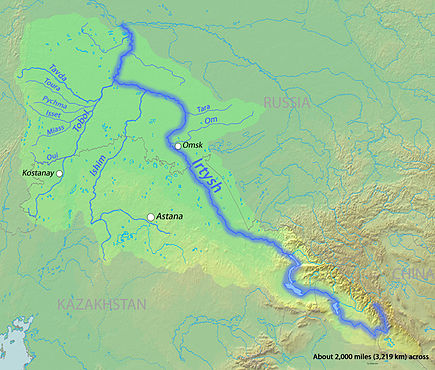 Tavda
Toura
Pychma
Isset
Miass
Tobol
Oui
Kostanay
Ishim
Tara
Om
RUSSIA
Omsk
Irtysh
Astana
CHINA
KAZAKHSTAN
About 2,000 miles (3,219 km) across